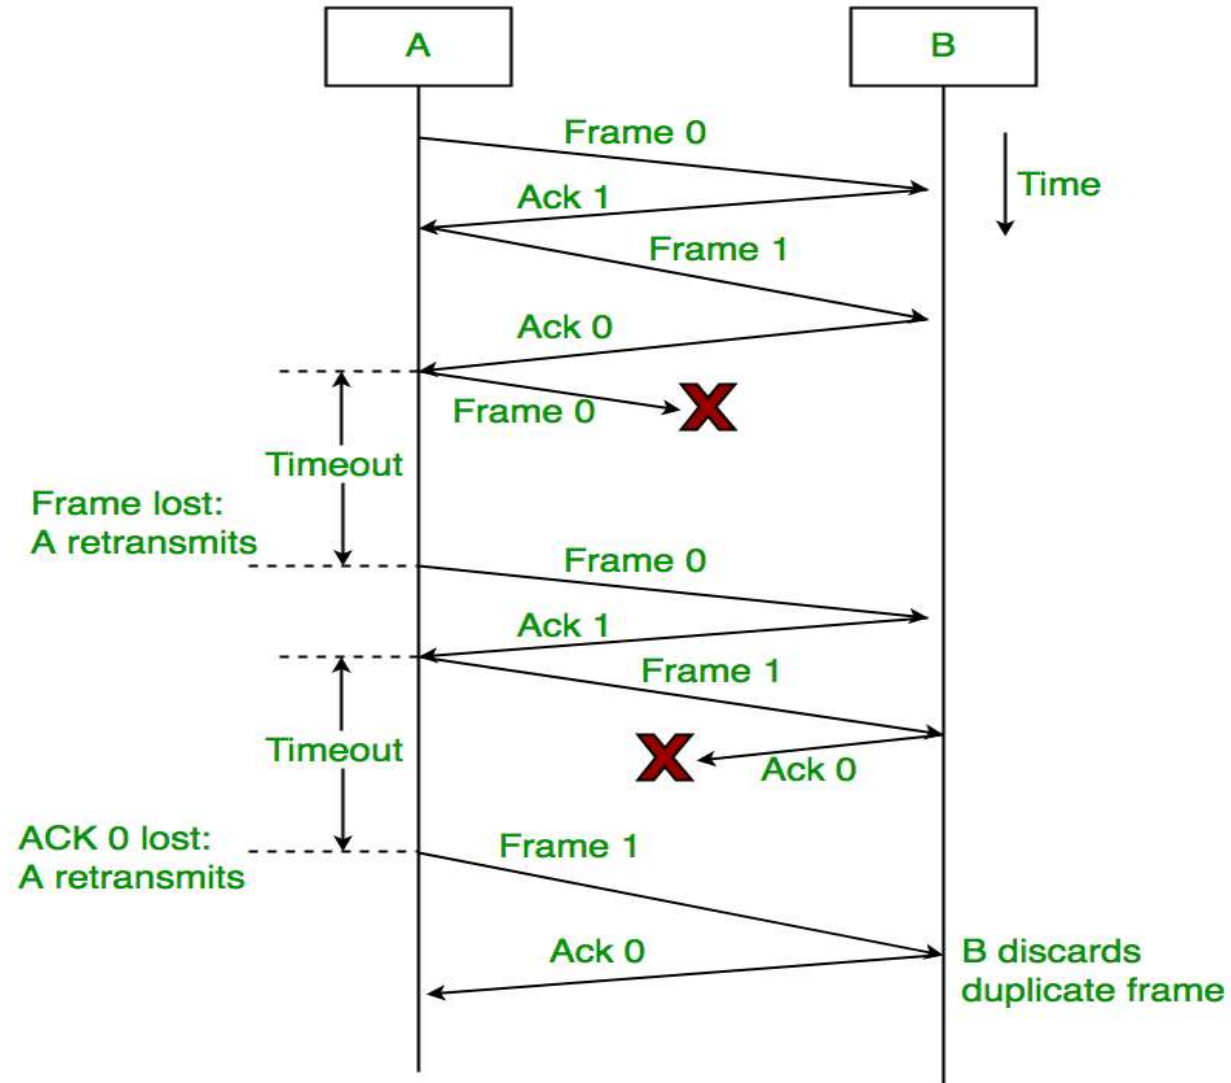 A
B
Frame 0
Time
Ack 1
Frame 1
Ack 0
Frame 0
Timeout
Frame lost:
A retransmits
Frame 0
Ack 1
Frame 1
Timeout
Ack 0
ACK 0 lost:
A retransmits
Frame 1
Ack 0
B discards
duplicate frame